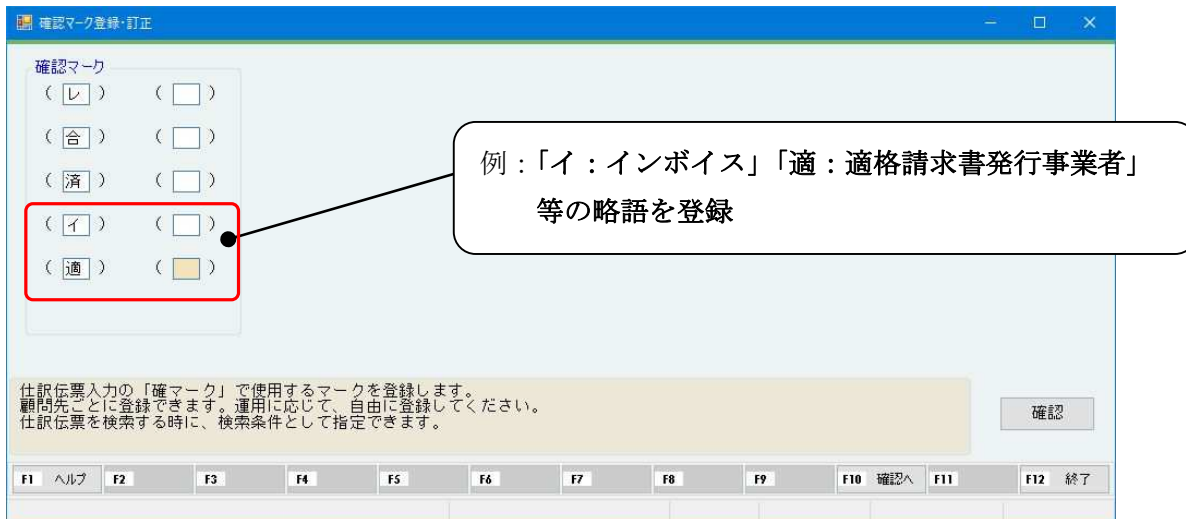 確認マーク登録・訂正
確認マーク
( レ ) ( )
( 合 ) ( )
( 済 ) ( )
( イ ) ( )
( 適 ) ( )
例：「イ：インボイス」「適：適格請求書発行事業者」
等の略語を登録
仕訳伝票入力の「確マーク」で使用するマークを登録します。
顧問先ごとに登録できます。運用に応じて、自由に登録してください。
仕訳伝票を検索する時に、検索条件として指定できます。
確認
F1 ヘルプ F2 F3 F4 F5 F6 F7 F8 F9 F10 確認へ F11 F12 終了